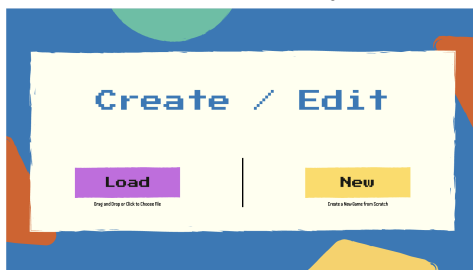 Create / Edit
Load
New
Drag and Drop or Click to Choose File
Create a New Game from Scratch